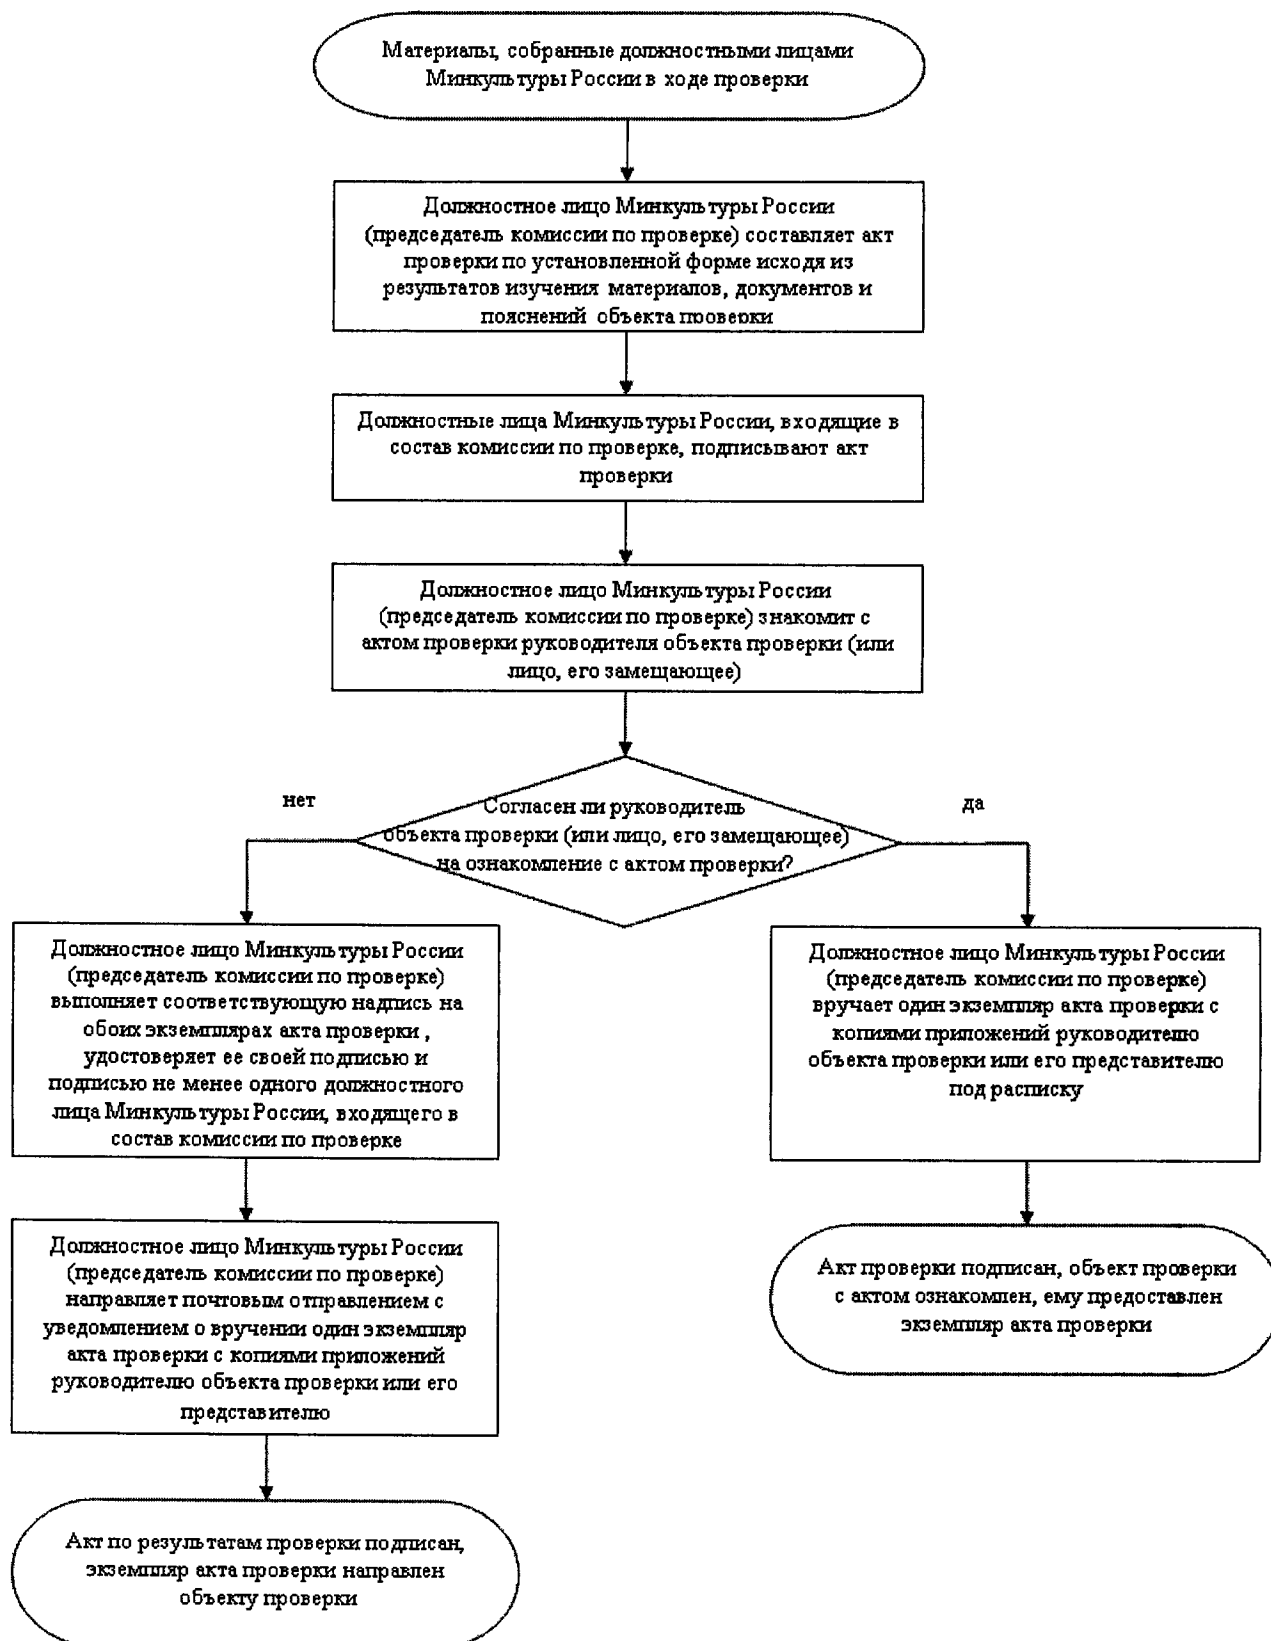 Материалы, собранные должностными лицами
Минкультуры России в ходе проверки
Должностное лицо Минкультуры России
(председатель комиссии по проверке) составляет акт
проверки по установленной форме исходя из
результатов изучения материалов, документов и
пояснений объекта проверки
Должностные лица Минкультуры России, входящие в
состав комиссии по проверке, подписывают акт
проверки
Должностное лицо Минкультуры России
(председатель комиссии по проверке) знакомит с
актом проверки руководителя объекта проверки (или
лицо, его замещающее)
Согласен ли руководитель
объекта проверки (или лицо, его замещающее)
на ознакомление с актом проверки?
нет
да
Должностное лицо Минкультуры России
(председатель комиссии по проверке)
выполняет соответствующую надпись на
обоих экземплярах акта проверки ,
удостоверяет ее своей подписью и
подписью не менее одного должностного
лица Минкультуры России, входящего в
состав комиссии по проверке
Должностное лицо Минкультуры России
(председатель комиссии по проверке)
вручает один экземпляр акта проверки с
копиями приложений руководителю
объекта проверки или его представителю
под расписку
Должностное лицо Минкультуры России
(председатель комиссии по проверке)
направляет почтовым отправлением с
уведомлением о вручении один экземпляр
акта проверки с копиями приложений
руководителю объекта проверки или его
представителю
Акт проверки подписан, объект проверки
с актом ознакомлен, ему предоставлен
экземпляр акта проверки
Акт по результатам проверки подписан,
экземпляр акта проверки направлен
объекту проверки